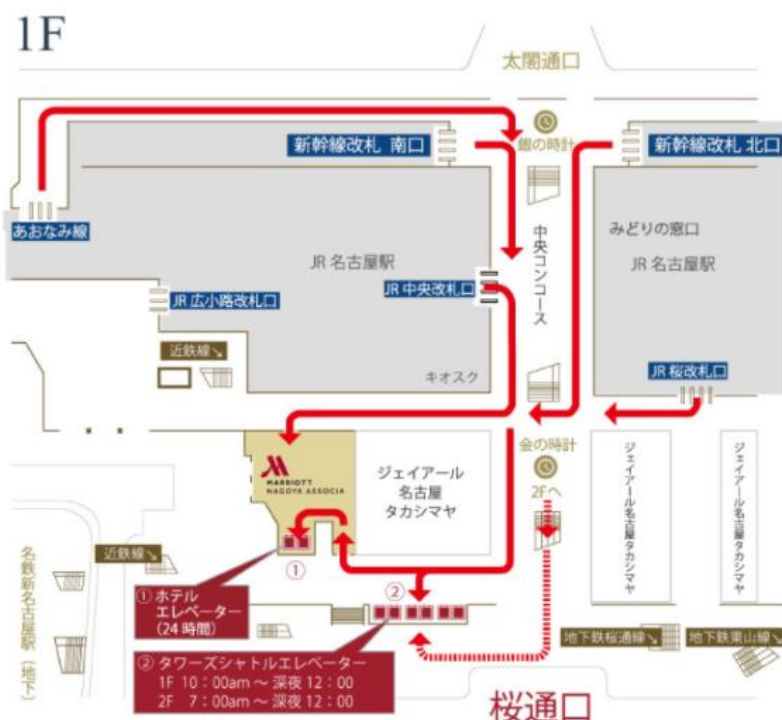 1F
太閤通口
新幹線改札 南口
銀の時計
新幹線改札 北口
あおなみ線
JR 名古屋駅
中央コンコース
みどりの窓口
JR 名古屋駅
JR 広小路改札口
JR 中央改札口
近鉄線↘
キオスク
JR 桜改札口
金の時計
2Fへ
MARRIOTT
NAGOYA ASSOCIA
ジェイアール
名古屋
タカシマヤ
ジェイアール名古屋タカシマヤ
ジェイアール名古屋タカシマヤ
名鉄新名古屋駅(地下)
近鉄線↘
①
②
① ホテル
エレベーター
(24 時間)
地下鉄桜通線↘
地下鉄東山線↘
② タワーズシャトルエレベーター
1F 10:00am ~ 深夜 12:00
2F 7:00am ~ 深夜 12:00
桜通口